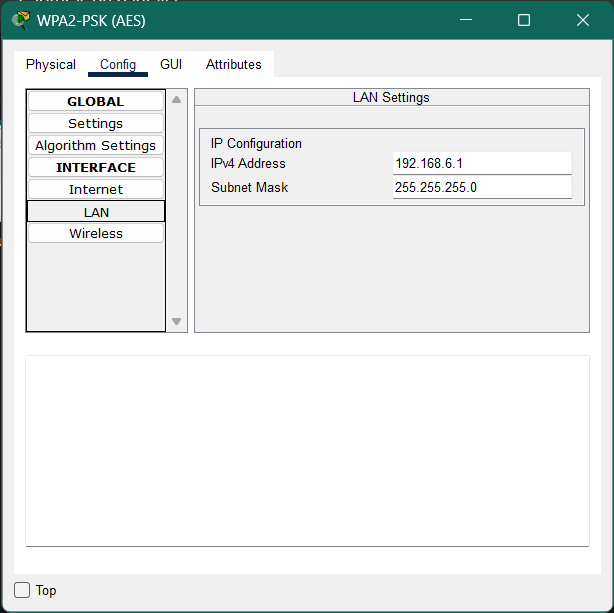 WPA2-PSK (AES)
Physical Config GUI Attributes
GLOBAL
Settings
Algorithm Settings
INTERFACE
Internet
LAN
Wireless
LAN Settings
IP Configuration
IPv4 Address 192.168.6.1
Subnet Mask 255.255.255.0
Top